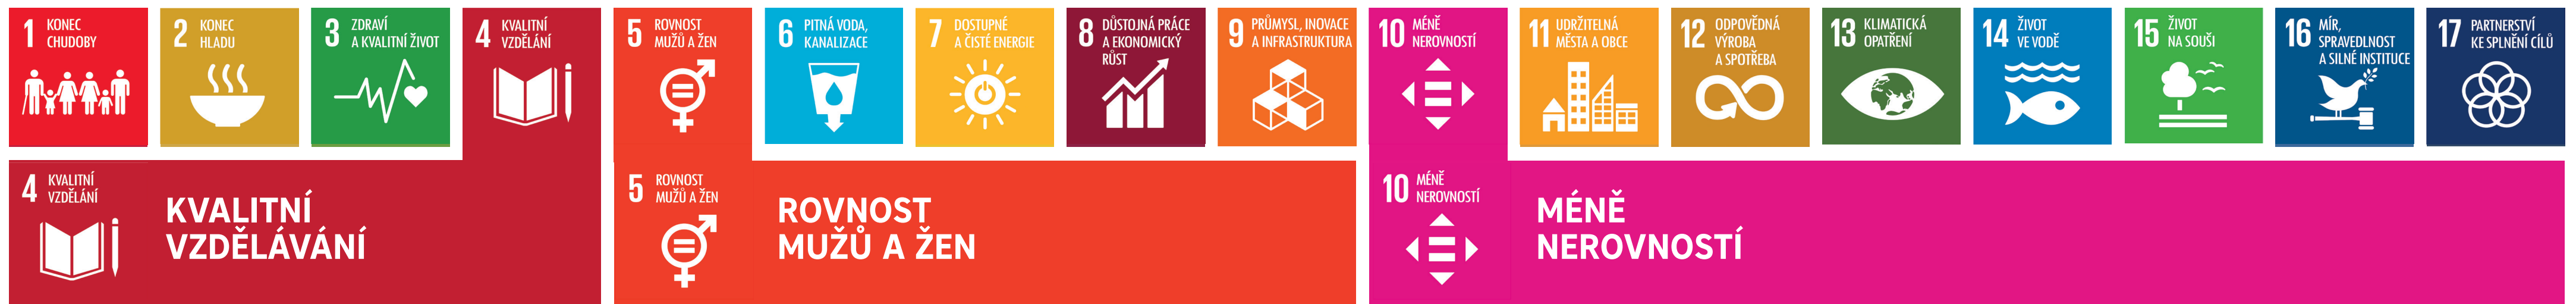 1 KONEC
CHUDOBY
2 KONEC
HLADU
3 ZDRAVÍ
A KVALITNÍ ŽIVOT
4 KVALITNÍ
VZDĚLÁNÍ
5 ROVNOST
MUŽŮ A ŽEN
6 PITNÁ VODA,
KANALIZACE
7 DOSTUPNÉ
A ČISTÉ ENERGIE
8 DŮSTOJNÁ PRÁCE
A EKONOMICKÝ
RŮST
9 PRŮMYSL, INOVACE
A INFRASTRUKTURA
10 MÉNĚ
NEROVNOSTÍ
11 UDRŽITELNÁ
MĚSTA A OBCE
12 ODPOVĚDNÁ
VÝROBA
A SPOTŘEBA
13 KLIMATICKÁ
OPATŘENÍ
14 ŽIVOT
VE VODĚ
15 ŽIVOT
NA SOUŠI
16 MÍR,
SPRAVEDLNOST
A SILNÉ INSTITUCE
17 PARTNERSTVÍ
KE SPLNĚNÍ CÍLŮ
4 KVALITNÍ
VZDĚLÁNÍ
KVALITNÍ
VZDĚLÁVÁNÍ
5 ROVNOST
MUŽŮ A ŽEN
ROVNOST
MUŽŮ A ŽEN
10 MÉNĚ
NEROVNOSTÍ
MÉNĚ
NEROVNOSTÍ